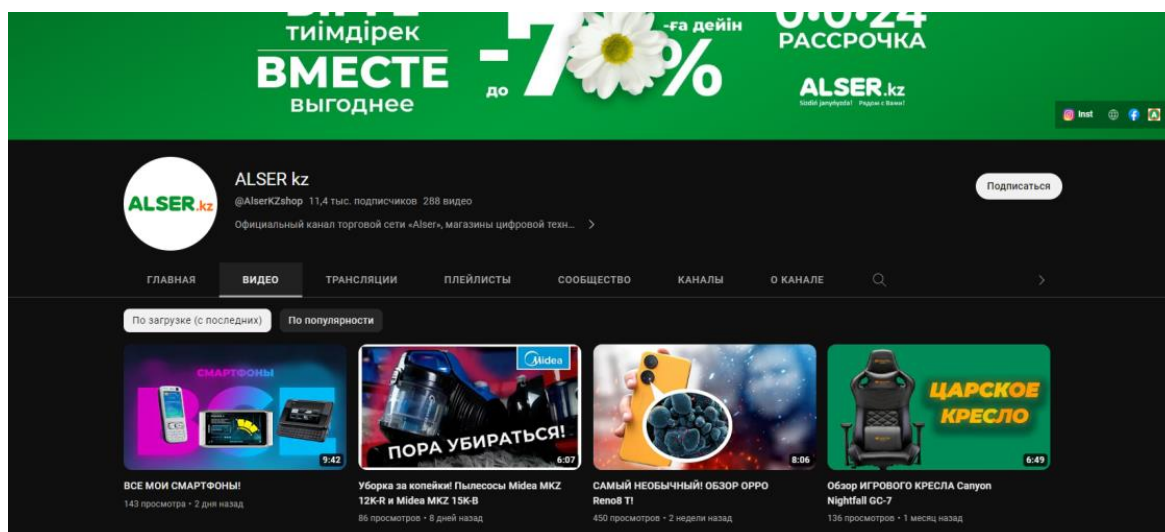 тиімдірек
ВМЕСТЕ
выгоднее
до -7 %
-ға дейін
0·0·24
РАССРОЧКА
ALSER.kz
Inst
ALSER.kz
ALSER kz
@AlserKZshop 11,4 тыс. подписчиков 288 видео
Официальный канал торговой сети «Alser», магазины цифровой техн...
Подписаться
ГЛАВНАЯ ВИДЕО ТРАНСЛЯЦИИ ПЛЕЙЛИСТЫ СООБЩЕСТВО КАНАЛЫ О КАНАЛЕ
По загрузке (с последних) По популярности
СМАРТФОНЫ
9:42
Midea
ПОРА УБИРАТЬСЯ!
6:07
8:06
ЦАРСКОЕ
КРЕСЛО
6:49
ВСЕ МОИ СМАРТФОНЫ!
143 просмотра • 2 дня назад
Уборка за копейки! Пылесосы Midea MKZ
12K-R и Midea MKZ 15K-B
86 просмотров • 8 дней назад
САМЫЙ НЕОБЫЧНЫЙ! ОБЗОР OPPO
Reno8 T!
450 просмотров • 2 недели назад
Обзор ИГРОВОГО КРЕСЛА Canyon
Nightfall GC-7
136 просмотров • 1 месяц назад